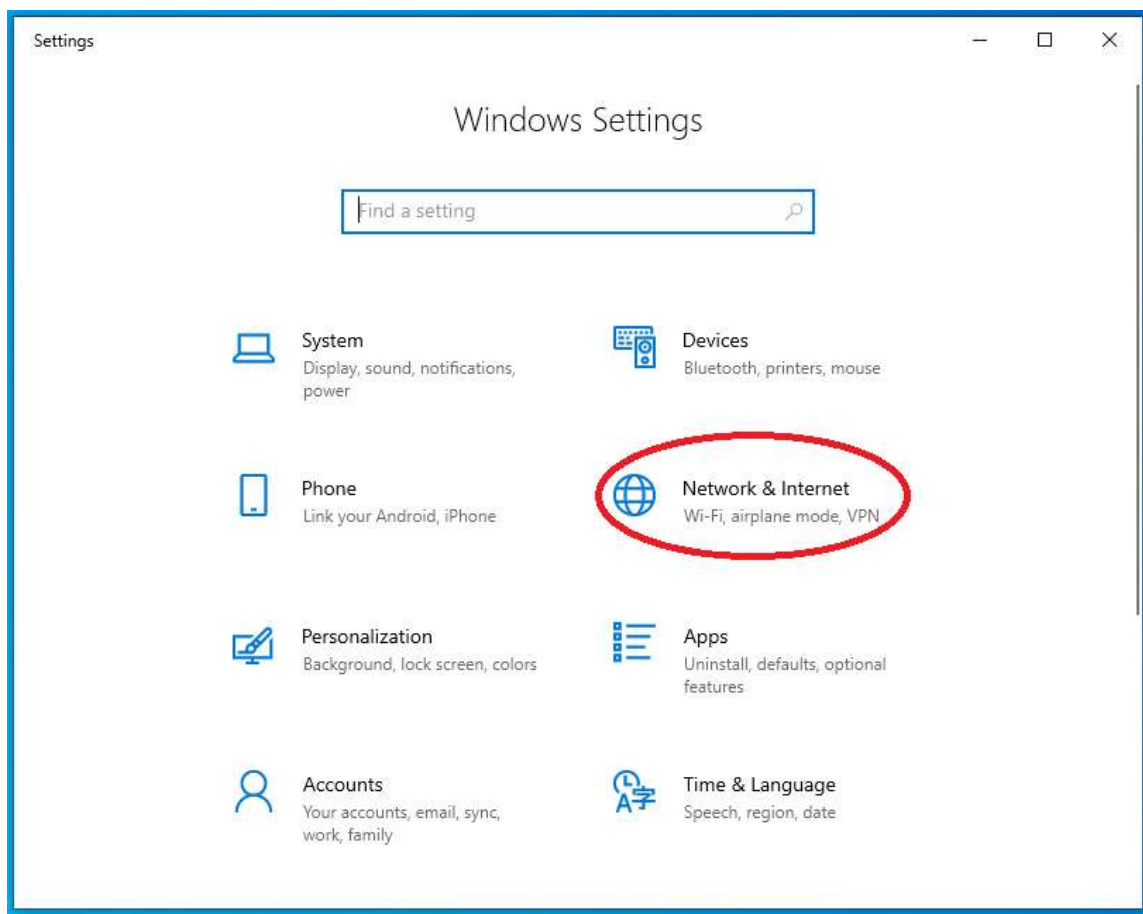 Settings
Windows Settings
Find a setting
System
Display, sound, notifications,
power
Devices
Bluetooth, printers, mouse
Phone
Link your Android, iPhone
Network & Internet
Wi-Fi, airplane mode, VPN
Personalization
Background, lock screen, colors
Apps
Uninstall, defaults, optional
features
Accounts
Your accounts, email, sync,
work, family
Time & Language
Speech, region, date